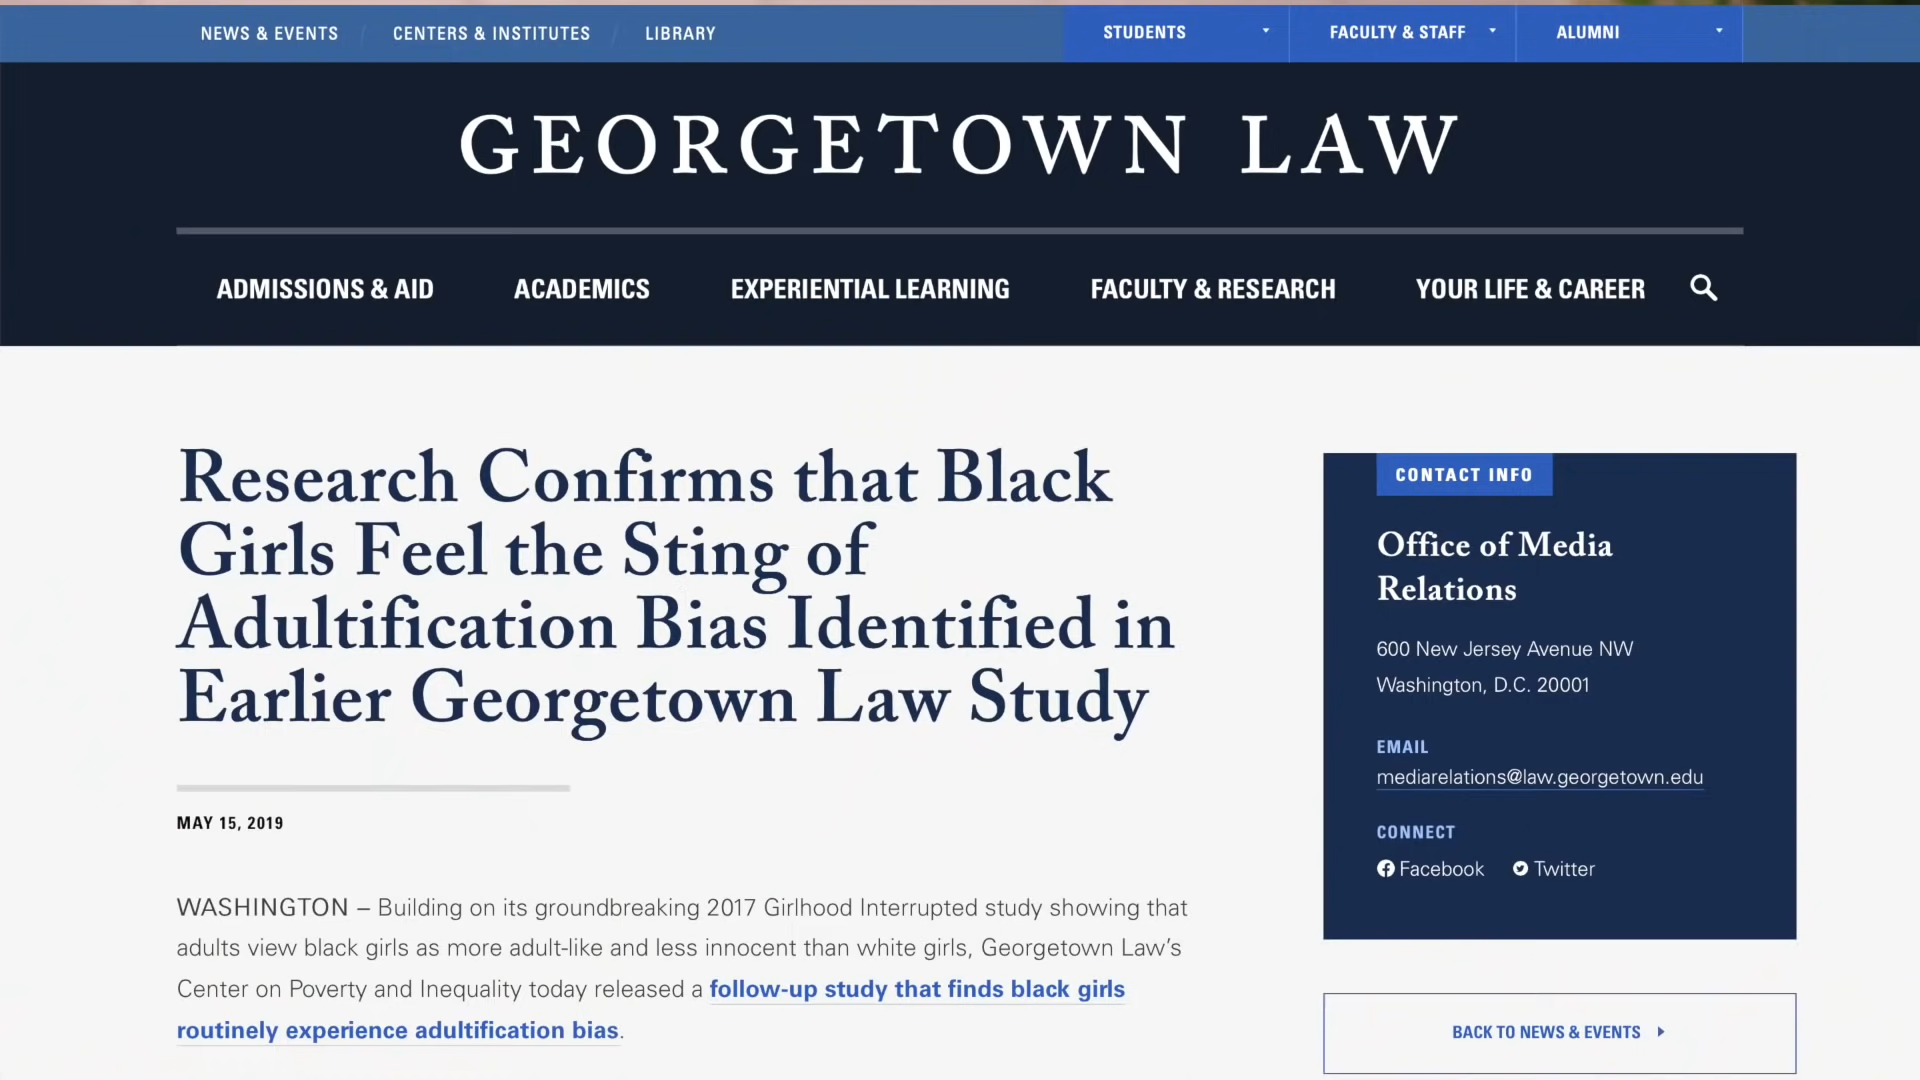 NEWS & EVENTS / CENTERS & INSTITUTES / LIBRARY STUDENTS FACULTY & STAFF ALUMNI
GEORGETOWN LAW
ADMISSIONS & AID ACADEMICS EXPERIENTIAL LEARNING FACULTY & RESEARCH YOUR LIFE & CAREER
Research Confirms that Black
Girls Feel the Sting of
Adultification Bias Identified in
Earlier Georgetown Law Study
MAY 15, 2019
WASHINGTON – Building on its groundbreaking 2017 Girlhood Interrupted study showing that
adults view black girls as more adult-like and less innocent than white girls, Georgetown Law’s
Center on Poverty and Inequality today released a follow-up study that finds black girls
routinely experience adultification bias.
CONTACT INFO
Office of Media
Relations
600 New Jersey Avenue NW
Washington, D.C. 20001
EMAIL
mediarelations@law.georgetown.edu
CONNECT
Facebook Twitter
BACK TO NEWS & EVENTS